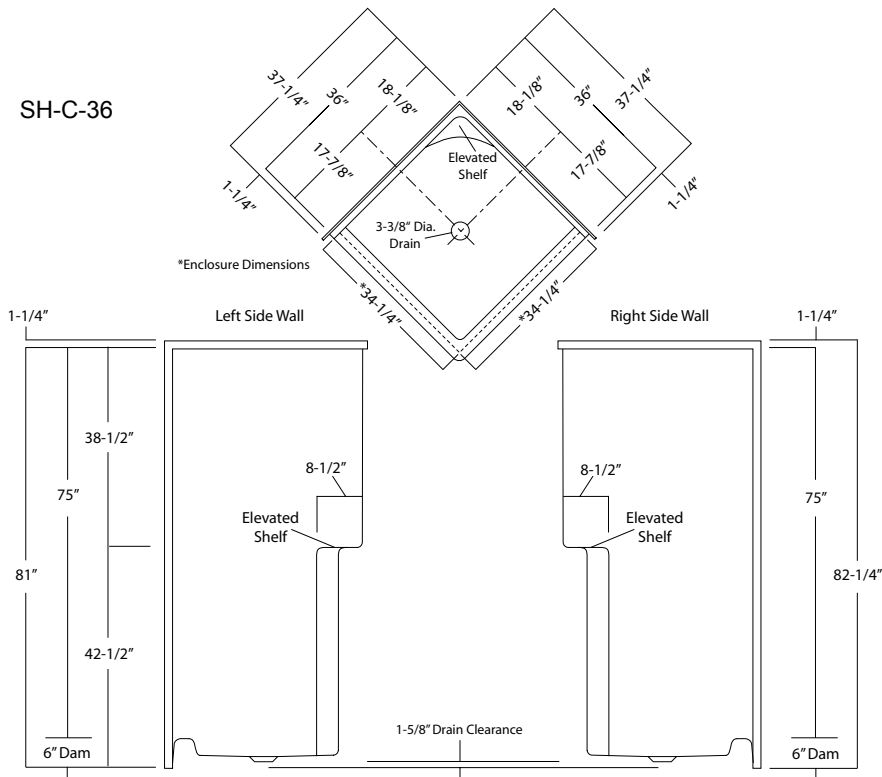 SH-C-36
37-1/4”
36”
18-1/8”
17-7/8”
1-1/4”
18-1/8”
36”
37-1/4”
17-7/8”
1-1/4”
Elevated
Shelf
3-3/8” Dia.
Drain
*Enclosure Dimensions
*34-1/4”
*34-1/4”
1-1/4”
Left Side Wall
Right Side Wall
1-1/4”
38-1/2”
75”
8-1/2”
Elevated
Shelf
81”
42-1/2”
6” Dam
8-1/2”
Elevated
Shelf
75”
82-1/4”
1-5/8” Drain Clearance
6” Dam